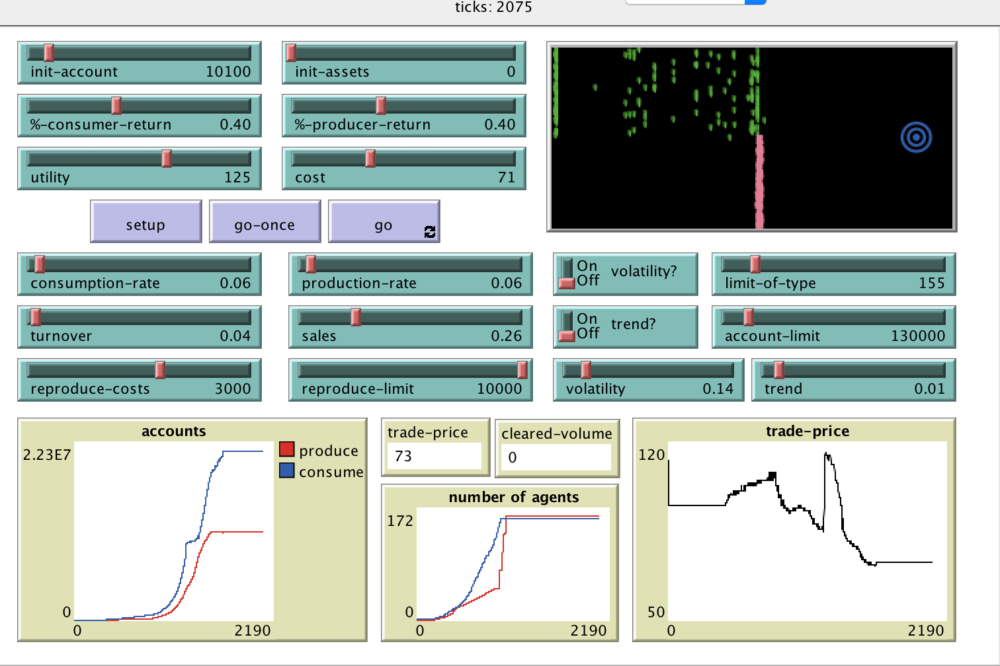 ticks: 2075
init-account 10100
init-assets 0
%-consumer-return 0.40
%-producer-return 0.40
utility 125
cost 71
setup
go-once
go
consumption-rate 0.06
production-rate 0.06
On
Off
volatility?
limit-of-type 155
turnover 0.04
sales 0.26
On
Off
trend?
account-limit 130000
reproduce-costs 3000
reproduce-limit 10000
volatility 0.14
trend 0.01
accounts
2.23E7
0
0 2190
produce
consume
trade-price
73
cleared-volume
0
number of agents
172
0
0 2190
trade-price
120
50
0 2190